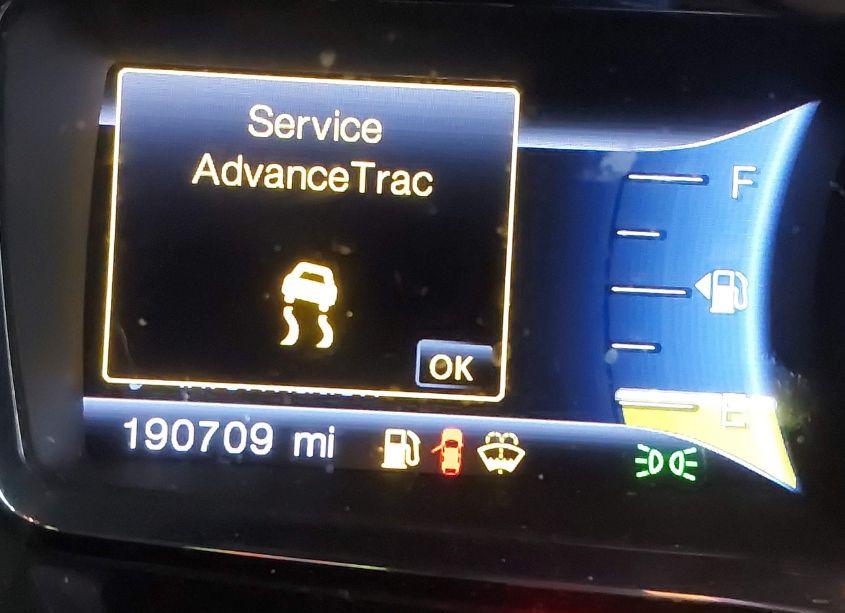 Service
AdvanceTrac
OK
F
E
190709 mi